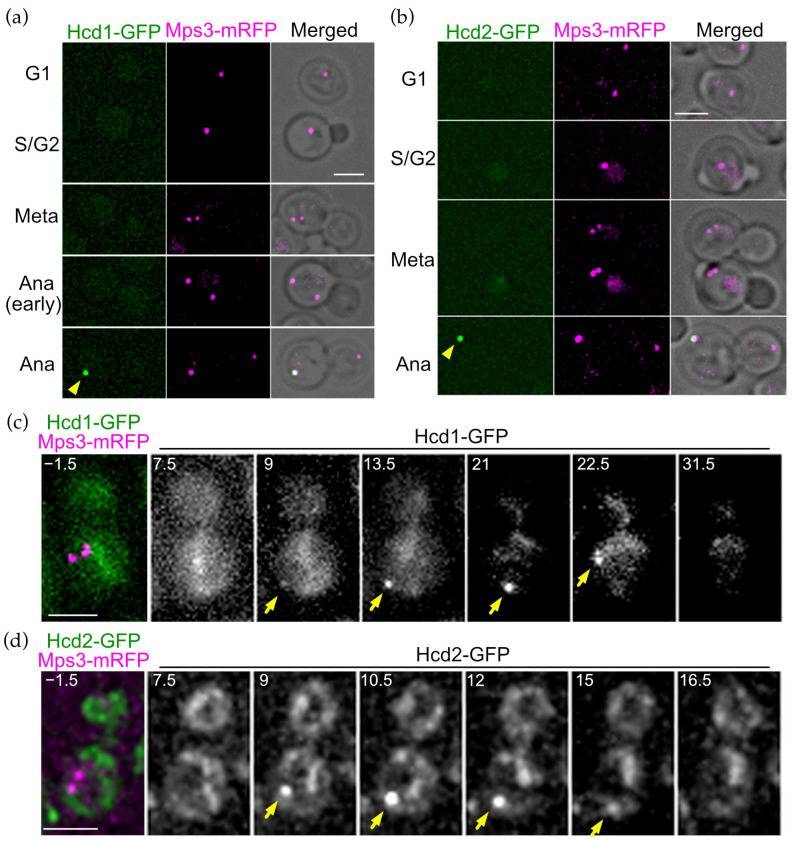 (a)
Hcd1-GFP Mps3-mRFP Merged
G1
S/G2
Meta
Ana
(early)
Ana
(b)
Hcd2-GFP Mps3-mRFP Merged
G1
S/G2
Meta
Ana
(c)
Hcd1-GFP
Mps3-mRFP
Hcd1-GFP
−1.5 7.5 9 13.5 21 22.5 31.5
(d)
Hcd2-GFP
Mps3-mRFP
Hcd2-GFP
−1.5 7.5 9 10.5 12 15 16.5